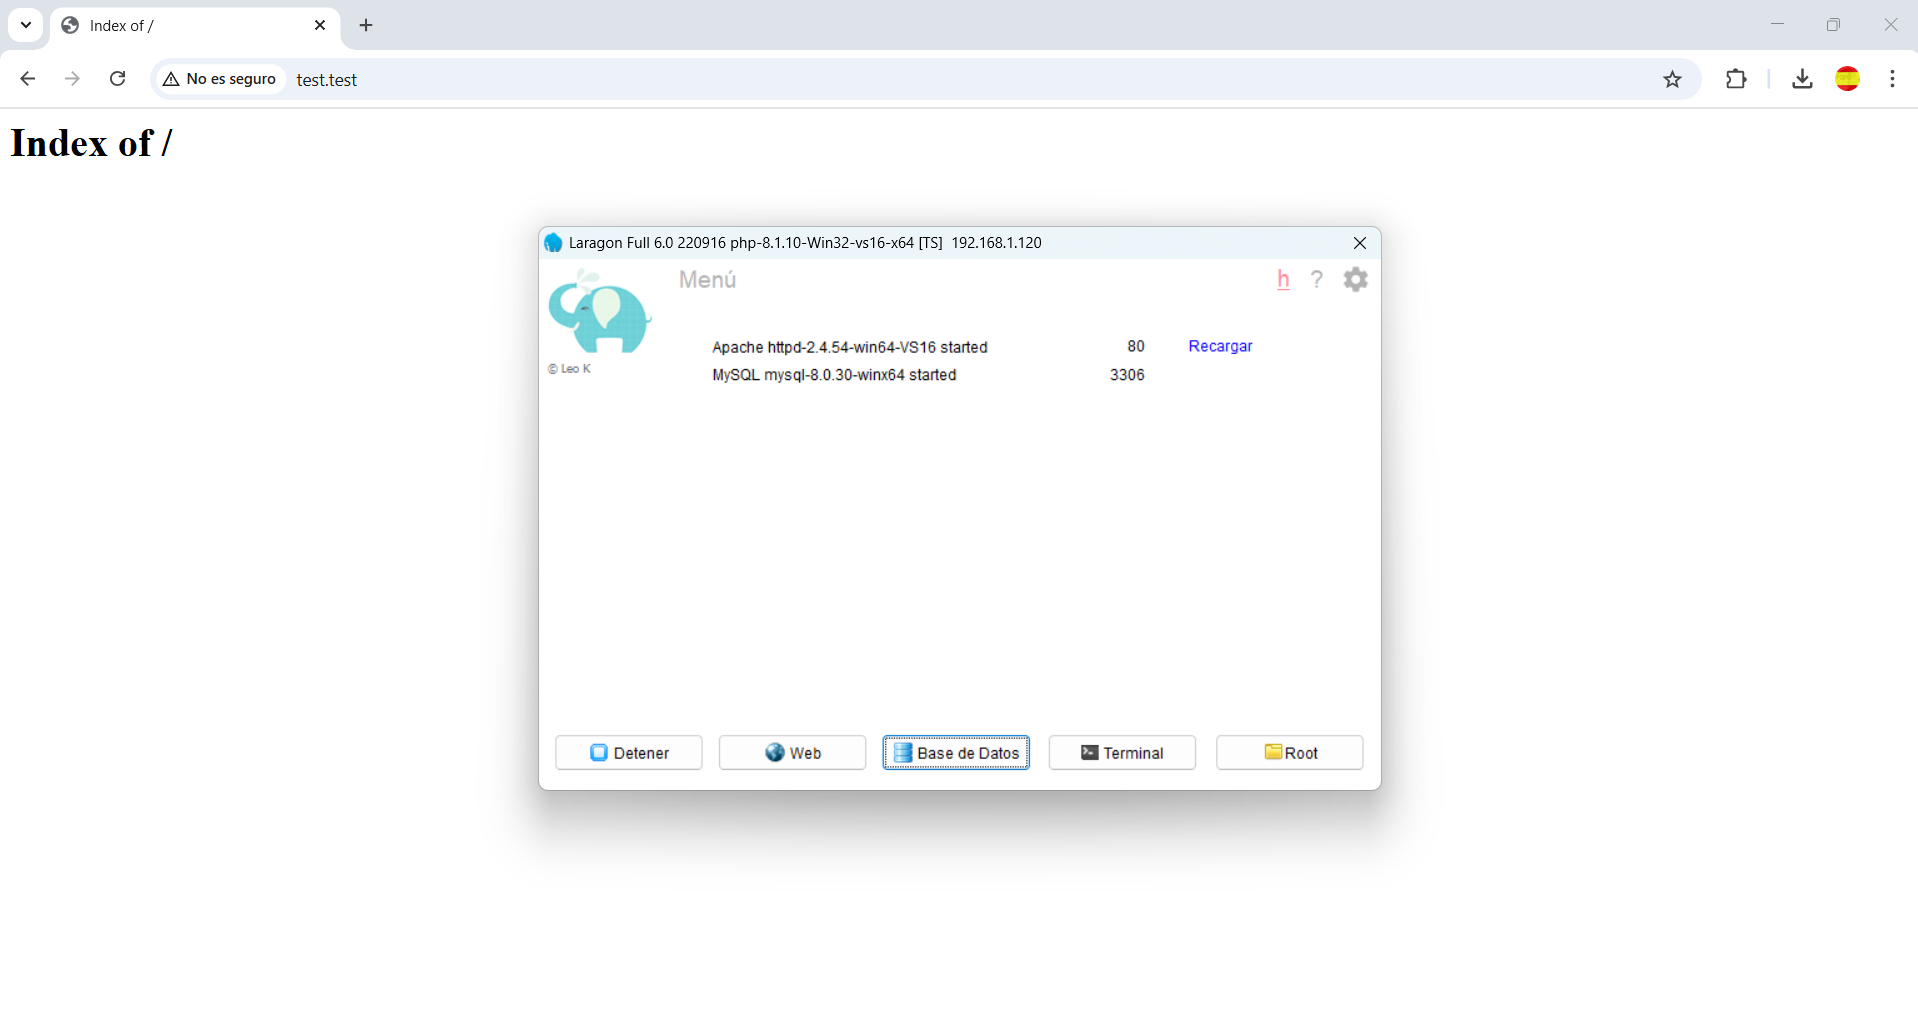 Index of /
No es seguro
test.test
Index of /
Laragon Full 6.0 220916 php-8.1.10-Win32-vs16-x64 [TS] 192.168.1.120
Menú
h ?
© Leo K
Apache httpd-2.4.54-win64-VS16 started 80 Recargar
MySQL mysql-8.0.30-winx64 started 3306
Detener Web Base de Datos Terminal Root